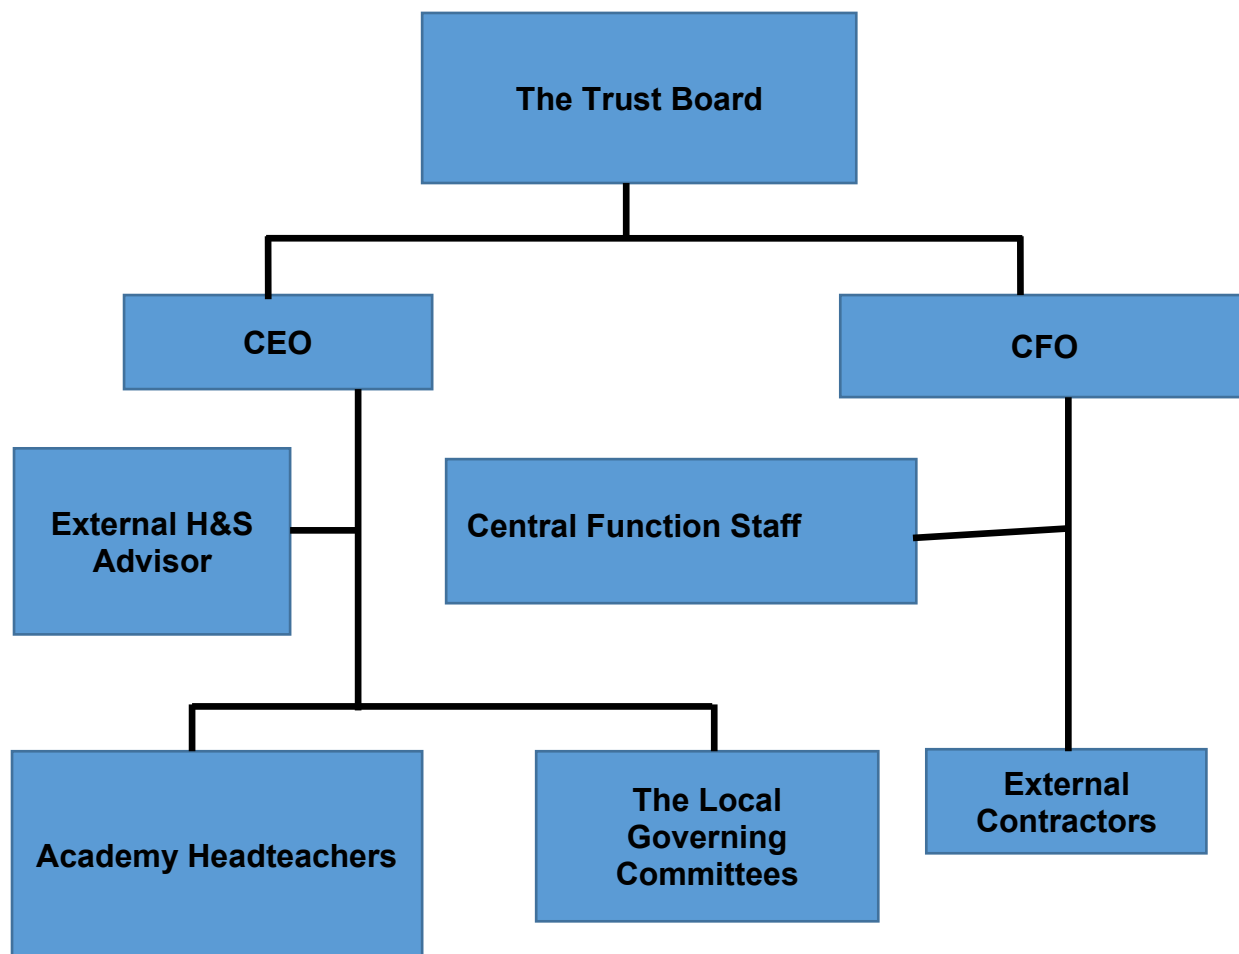 The Trust Board
CEO
CFO
External H&S
Advisor
Central Function Staff
Academy Headteachers
The Local
Governing
Committees
External
Contractors